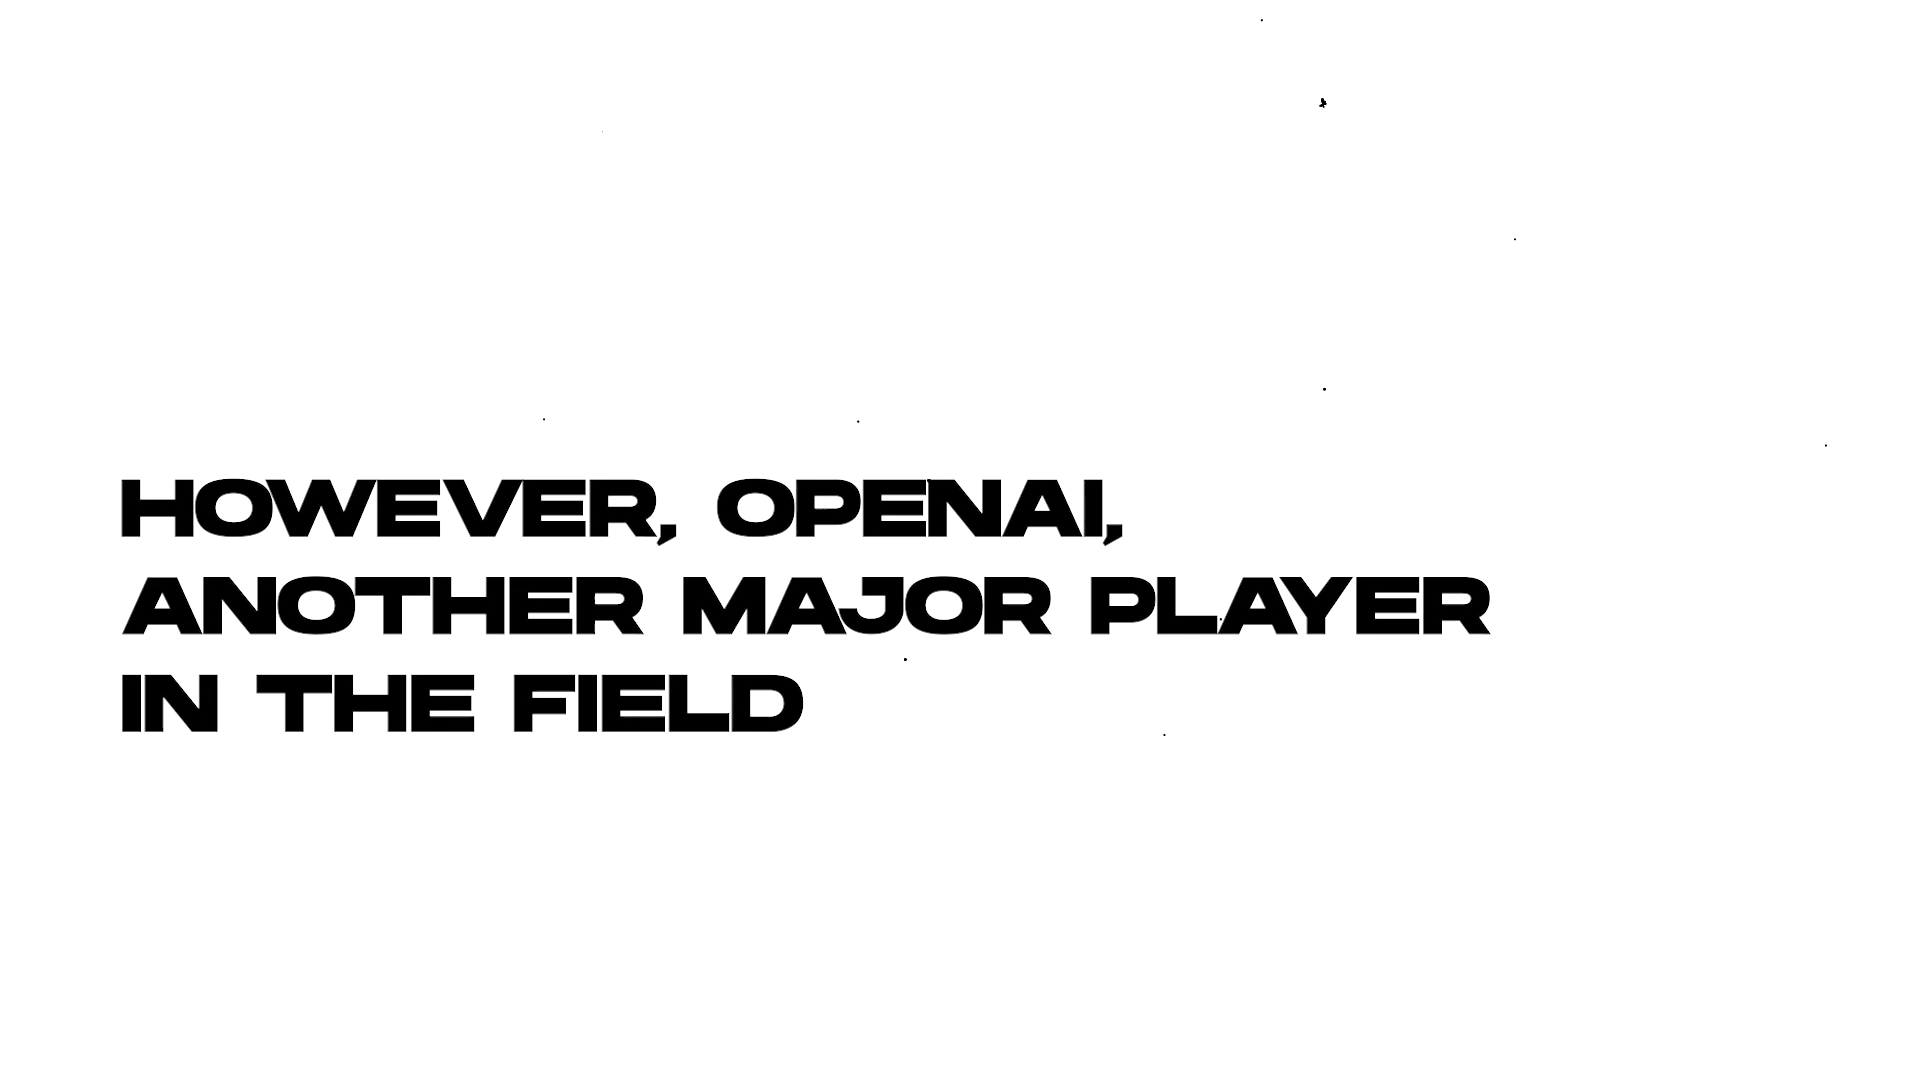 HOWEVER, OPENAI,
ANOTHER MAJOR PLAYER
IN THE FIELD